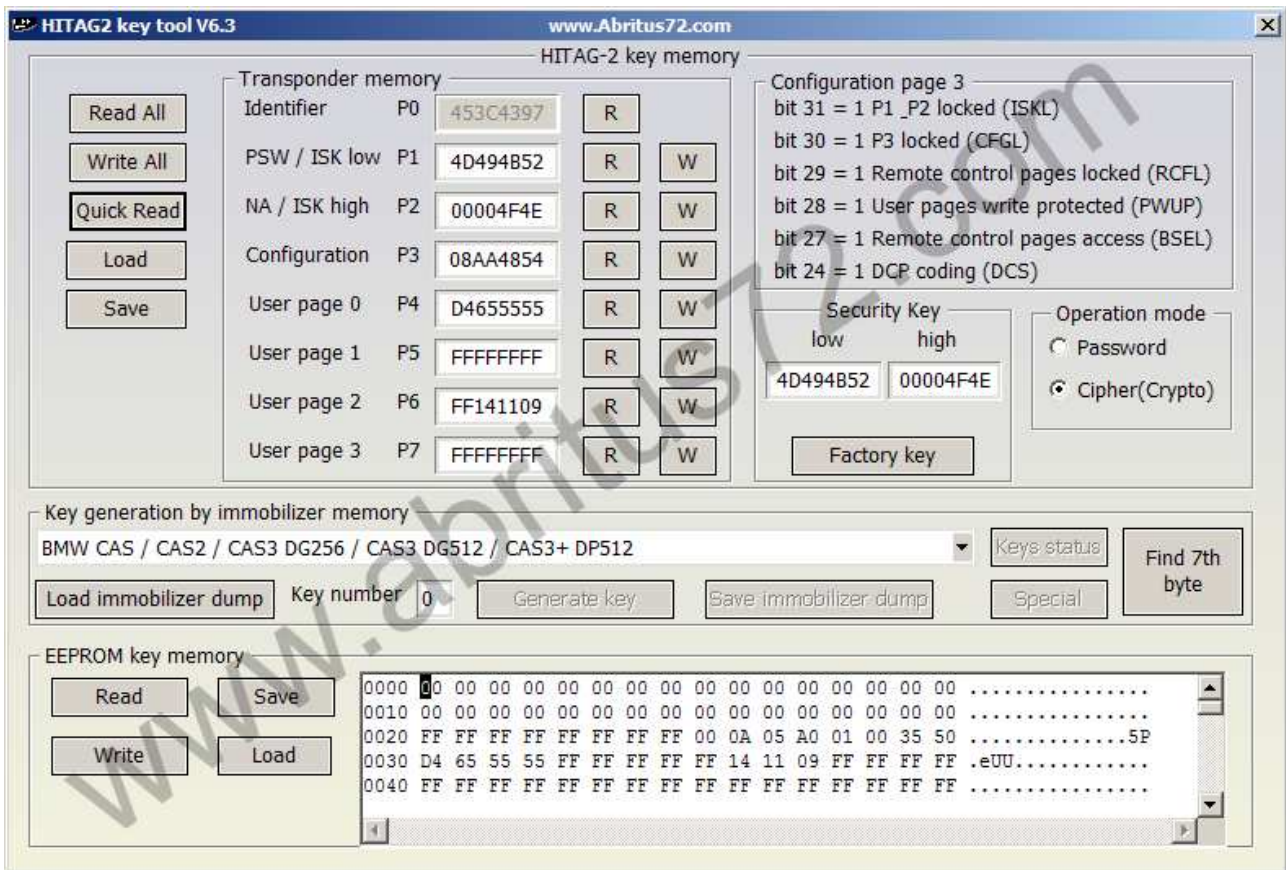 HITAG2 key tool V6.3 www.Abritus72.com
HITAG-2 key memory
Read All
Write All
Quick Read
Load
Save
Transponder memory
Identifier P0 453C4397 R
PSW / ISK low P1 4D494B52 R W
NA / ISK high P2 00004F4E R W
Configuration P3 08AA4854 R W
User page 0 P4 D4655555 R W
User page 1 P5 FFFFFFFF R W
User page 2 P6 FF141109 R W
User page 3 P7 FFFFFFFF R W
Configuration page 3
bit 31 = 1 P1 _P2 locked (ISKL)
bit 30 = 1 P3 locked (CFGL)
bit 29 = 1 Remote control pages locked (RCFL)
bit 28 = 1 User pages write protected (PWUP)
bit 27 = 1 Remote control pages access (BSEL)
bit 24 = 1 DCP coding (DCS)
Security Key
low high
4D494B52 00004F4E
Factory key
Operation mode
Password
Cipher(Crypto)
Key generation by immobilizer memory
BMW CAS / CAS2 / CAS3 DG256 / CAS3 DG512 / CAS3+ DP512
Keys status
Find 7th
byte
Load immobilizer dump Key number 0 Generate key Save immobilizer dump Special
EEPROM key memory
Read Save
Write Load
0000 00 00 00 00 00 00 00 00 00 00 00 00 00 00 00 00 ................
0010 00 00 00 00 00 00 00 00 00 00 00 00 00 00 00 00 ................
0020 FF FF FF FF FF FF FF FF 00 0A 05 A0 01 00 35 50 ..............5P
0030 D4 65 55 55 FF FF FF FF FF 14 11 09 FF FF FF FF .eUU............
0040 FF FF FF FF FF FF FF FF FF FF FF FF FF FF FF FF ................
www.abritus72.com